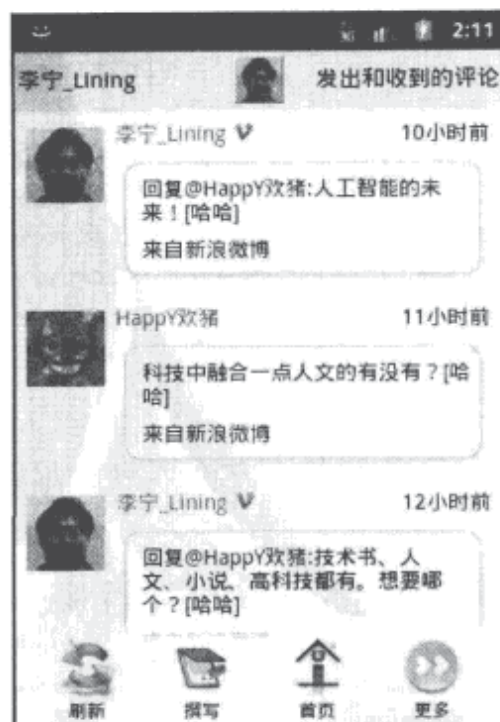 2:11
李宁_Lining 发出和收到的评论
李宁_Lining 10小时前
回复@HappY欢猪:人工智能的未
来！[哈哈]
来自新浪微博
HappY欢猪 11小时前
科技中融合一点人文的有没有？[哈
哈]
来自新浪微博
李宁_Lining 12小时前
回复@HappY欢猪:技术书、人
文、小说、高科技都有。想要哪
个？[哈哈]
刷新 撰写 首页 更多